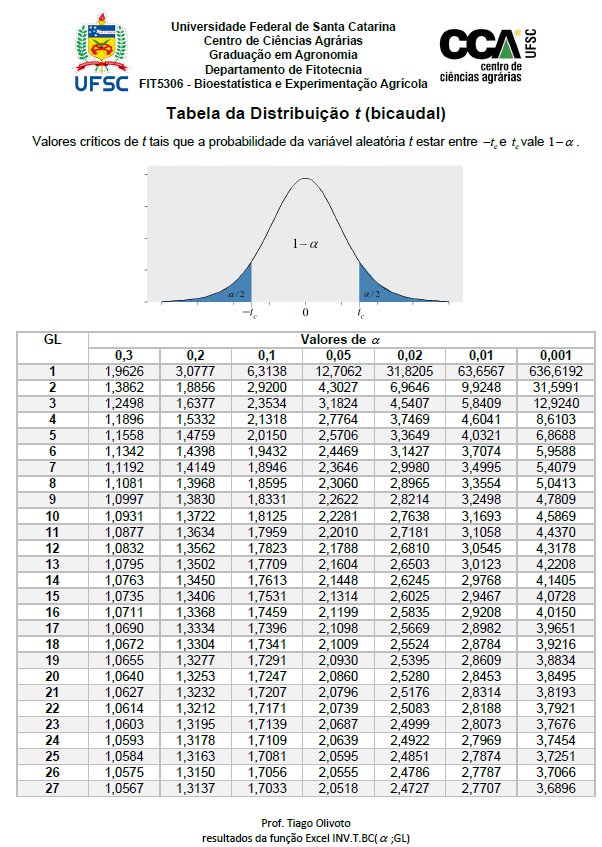 UFSC
Universidade Federal de Santa Catarina
Centro de Ciências Agrárias
Graduação em Agronomia
Departamento de Fitotecnia
FIT5306 - Bioestatística e Experimentação Agrícola
CCA
UFSC
centro de
ciências agrárias
Tabela da Distribuição t (bicaudal)
Valores críticos de t tais que a probabilidade da variável aleatória t estar entre −tc e tc vale 1−α .
1−α
α/2 α/2
−tc 0 tc
GL Valores de α
0,3 0,2 0,1 0,05 0,02 0,01 0,001
1 1,9626 3,0777 6,3138 12,7062 31,8205 63,6567 636,6192
2 1,3862 1,8856 2,9200 4,3027 6,9646 9,9248 31,5991
3 1,2498 1,6377 2,3534 3,1824 4,5407 5,8409 12,9240
4 1,1896 1,5332 2,1318 2,7764 3,7469 4,6041 8,6103
5 1,1558 1,4759 2,0150 2,5706 3,3649 4,0321 6,8688
6 1,1342 1,4398 1,9432 2,4469 3,1427 3,7074 5,9588
7 1,1192 1,4149 1,8946 2,3646 2,9980 3,4995 5,4079
8 1,1081 1,3968 1,8595 2,3060 2,8965 3,3554 5,0413
9 1,0997 1,3830 1,8331 2,2622 2,8214 3,2498 4,7809
10 1,0931 1,3722 1,8125 2,2281 2,7638 3,1693 4,5869
11 1,0877 1,3634 1,7959 2,2010 2,7181 3,1058 4,4370
12 1,0832 1,3562 1,7823 2,1788 2,6810 3,0545 4,3178
13 1,0795 1,3502 1,7709 2,1604 2,6503 3,0123 4,2208
14 1,0763 1,3450 1,7613 2,1448 2,6245 2,9768 4,1405
15 1,0735 1,3406 1,7531 2,1314 2,6025 2,9467 4,0728
16 1,0711 1,3368 1,7459 2,1199 2,5835 2,9208 4,0150
17 1,0690 1,3334 1,7396 2,1098 2,5669 2,8982 3,9651
18 1,0672 1,3304 1,7341 2,1009 2,5524 2,8784 3,9216
19 1,0655 1,3277 1,7291 2,0930 2,5395 2,8609 3,8834
20 1,0640 1,3253 1,7247 2,0860 2,5280 2,8453 3,8495
21 1,0627 1,3232 1,7207 2,0796 2,5176 2,8314 3,8193
22 1,0614 1,3212 1,7171 2,0739 2,5083 2,8188 3,7921
23 1,0603 1,3195 1,7139 2,0687 2,4999 2,8073 3,7676
24 1,0593 1,3178 1,7109 2,0639 2,4922 2,7969 3,7454
25 1,0584 1,3163 1,7081 2,0595 2,4851 2,7874 3,7251
26 1,0575 1,3150 1,7056 2,0555 2,4786 2,7787 3,7066
27 1,0567 1,3137 1,7033 2,0518 2,4727 2,7707 3,6896
Prof. Tiago Olivoto
resultados da função Excel INV.T.BC( α ;GL)